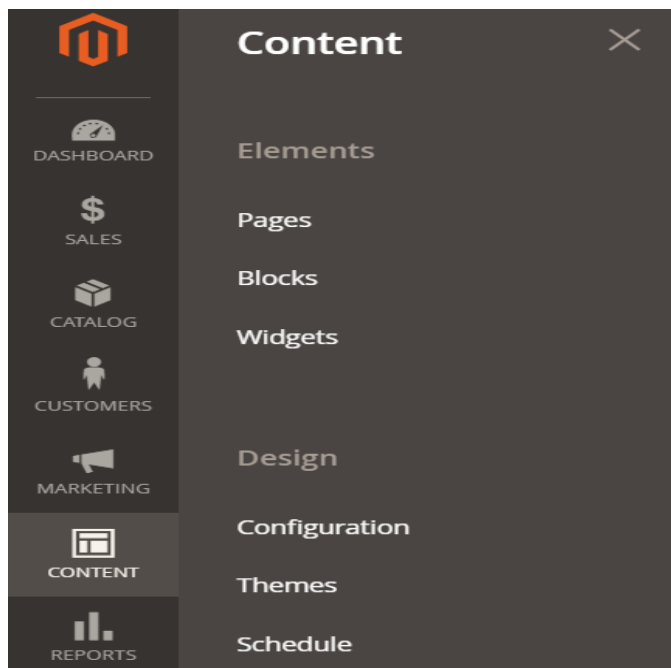 DASHBOARD
SALES
CATALOG
CUSTOMERS
MARKETING
CONTENT
REPORTS
Content
Elements
Pages
Blocks
Widgets
Design
Configuration
Themes
Schedule